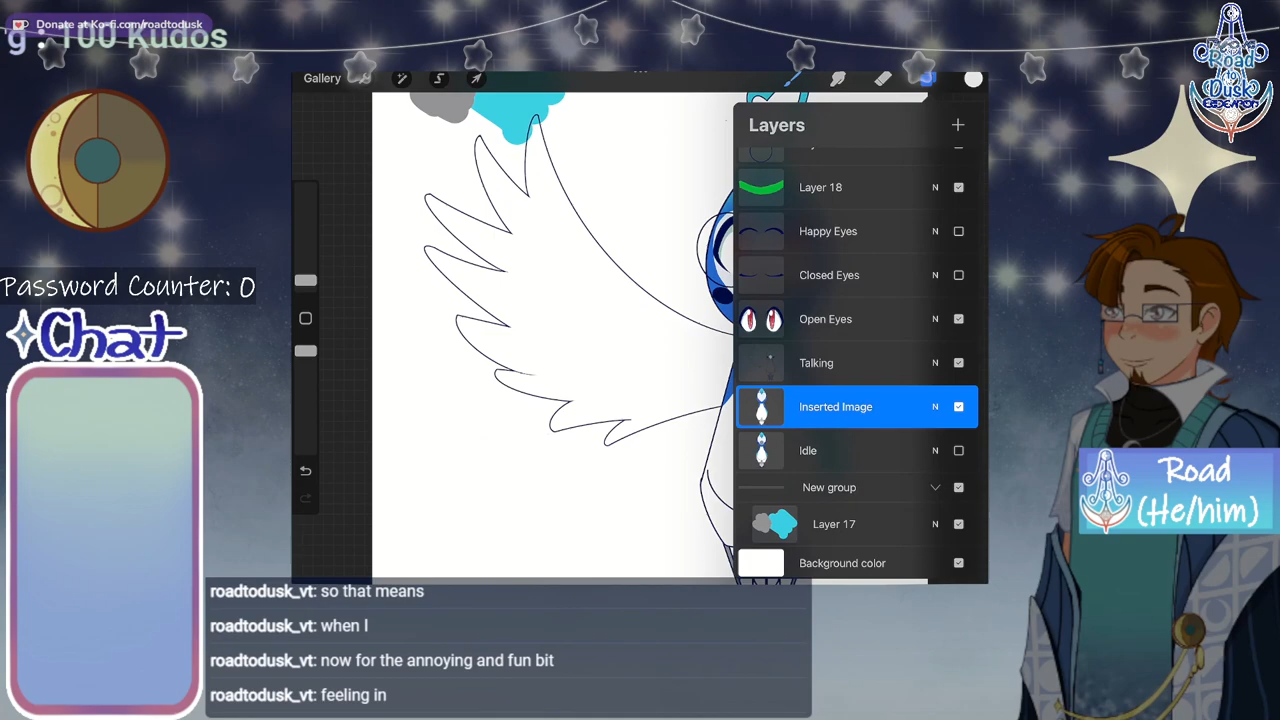 Donate at Ko-fi.com/roadtodusk
g : 100 Kudos
Road
to
Dusk
Gallery
Layers
Layer 18
N
Happy Eyes
N
Closed Eyes
N
Open Eyes
N
Talking
N
Inserted Image
N
Idle
N
New group
Layer 17
N
Background color
Password Counter: 0
Chat
Road
(He/him)
roadtodusk_vt: so that means
roadtodusk_vt: when I
roadtodusk_vt: now for the annoying and fun bit
roadtodusk_vt: feeling in